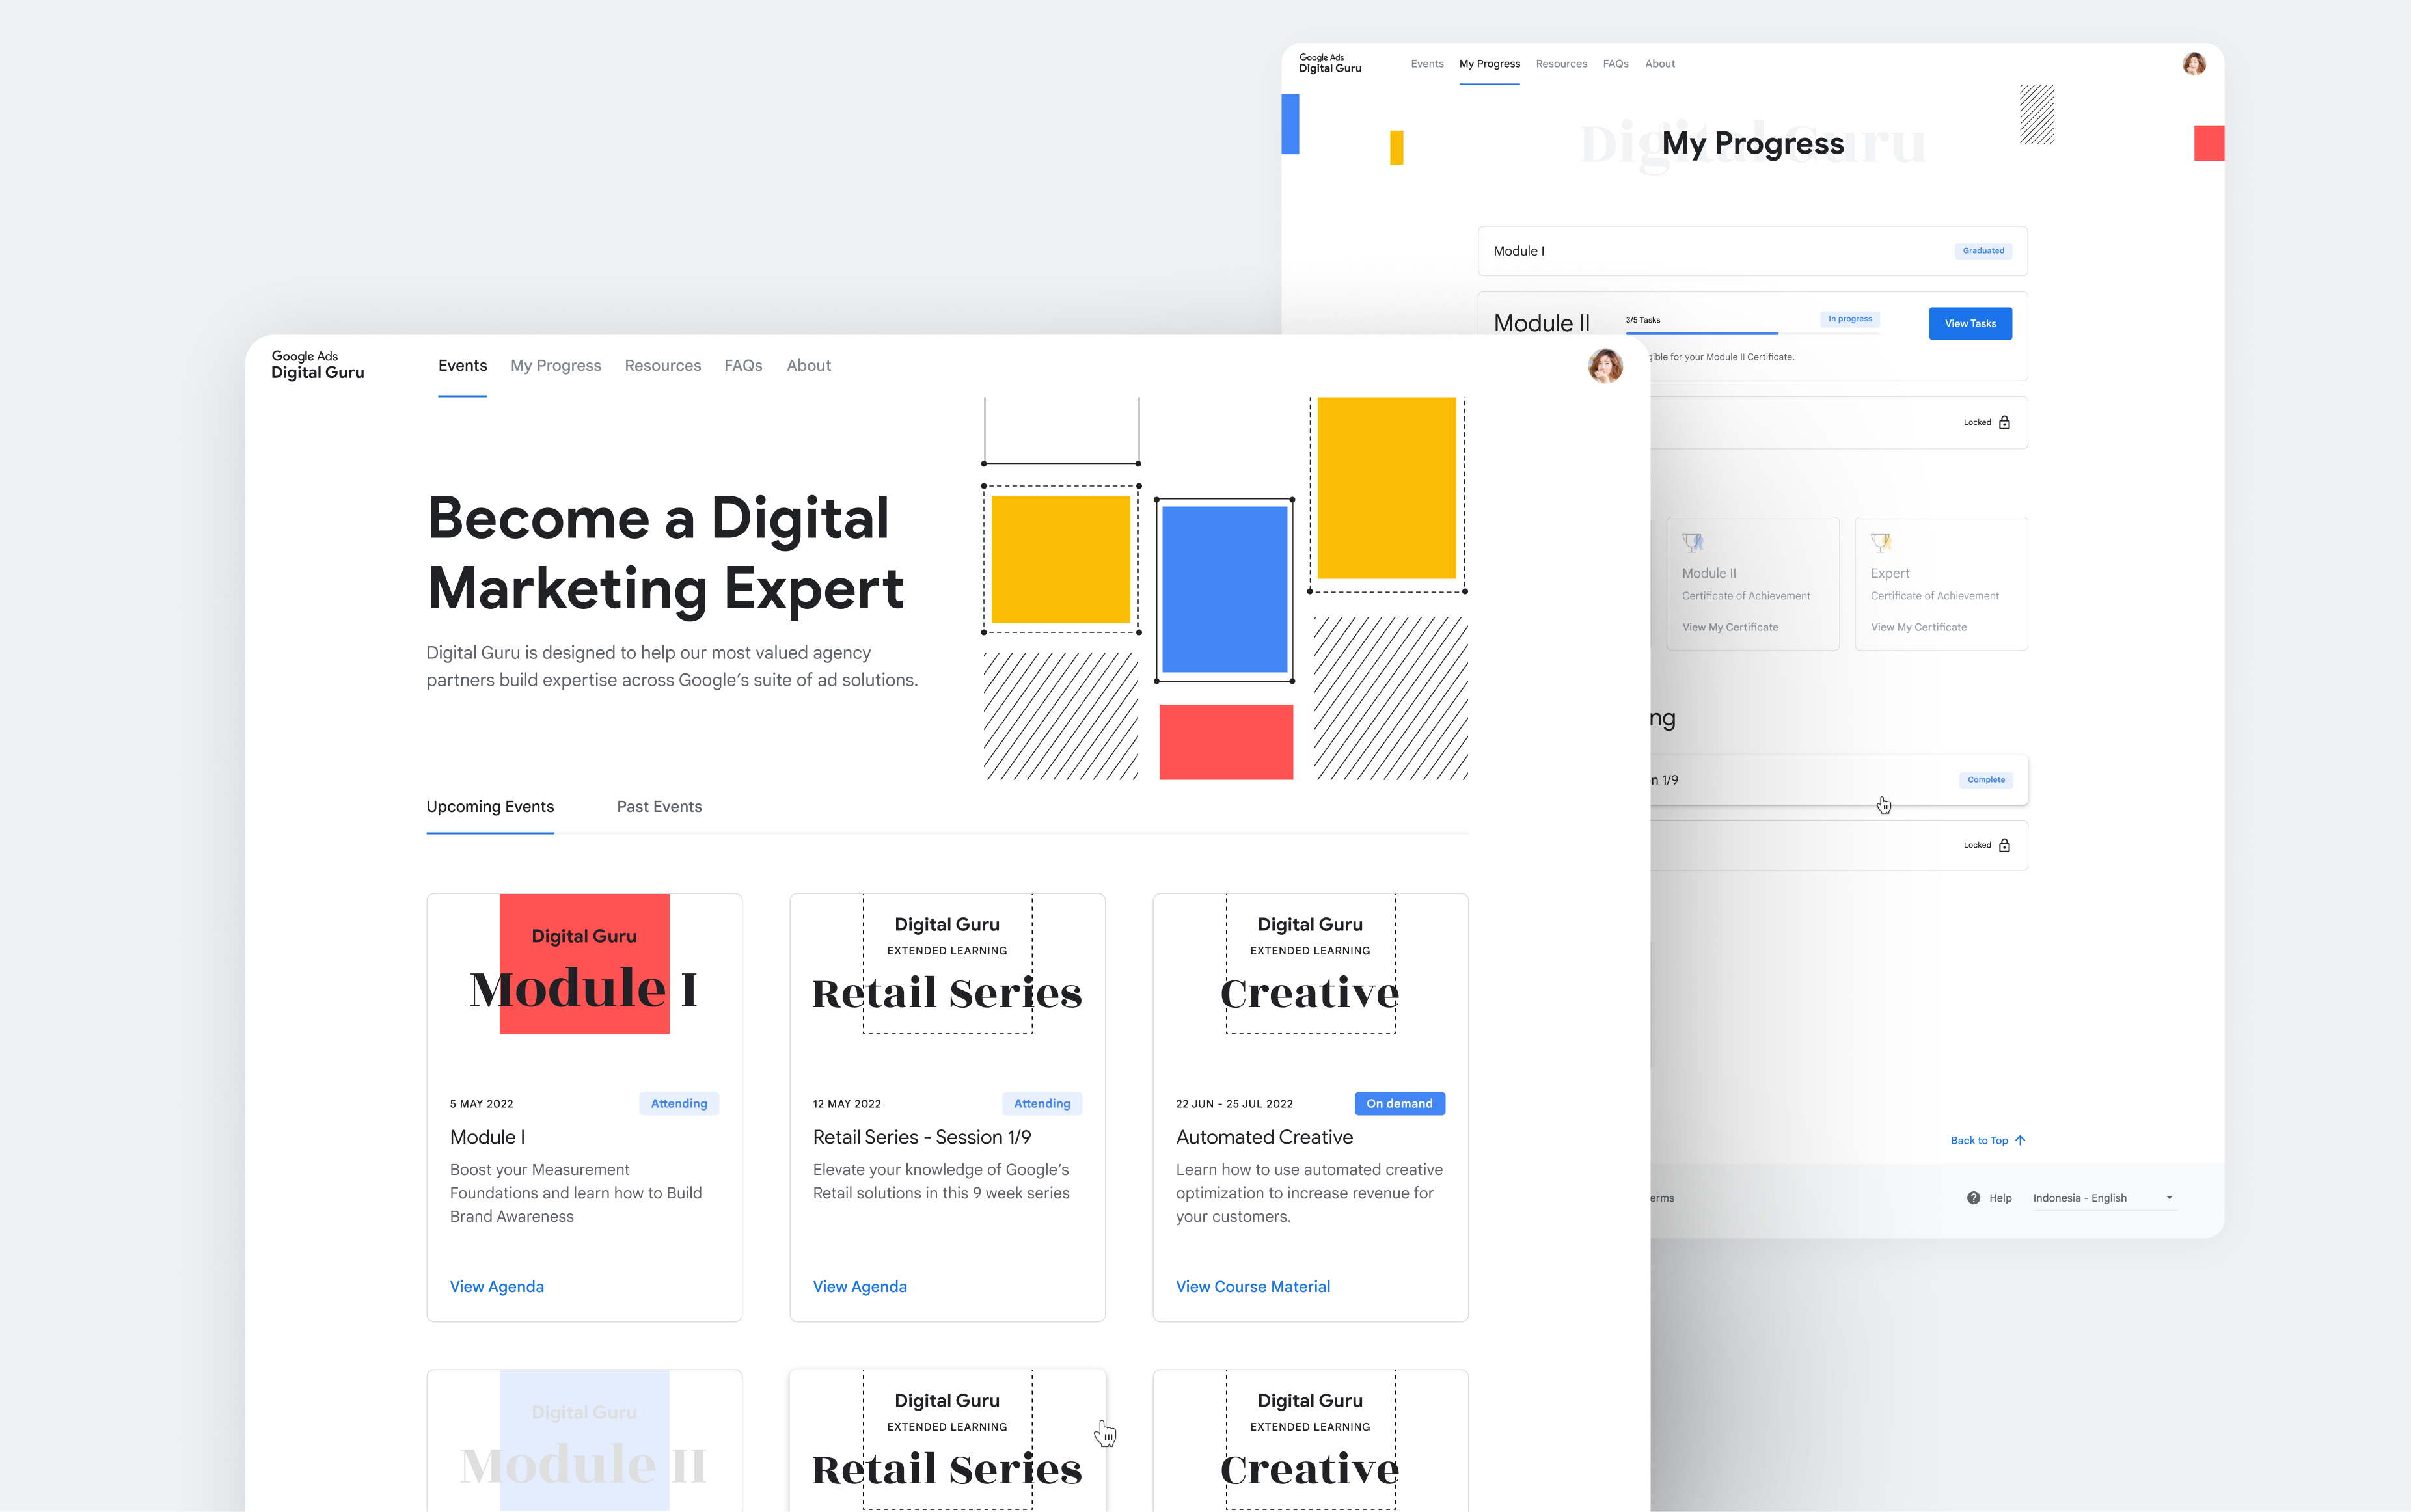 Google Ads
Digital Guru
Events
My Progress
Resources
FAQs
About
Digital Guru
My Progress
Module I
Graduated
Module II
3/5 Tasks
In progress
View Tasks
for your Module II Certificate.
Locked
Module II
Certificate of Achievement
View My Certificate
Expert
Certificate of Achievement
View My Certificate
1/9
Complete
Locked
Back to Top
Help
Indonesia - English
Google Ads
Digital Guru
Events
My Progress
Resources
FAQs
About
Become a Digital
Marketing Expert
Digital Guru is designed to help our most valued agency
partners build expertise across Google's suite of ad solutions.
Upcoming Events
Past Events
Digital Guru
Module I
5 MAY 2022
Attending
Module I
Boost your Measurement
Foundations and learn how to Build
Brand Awareness
View Agenda
Digital Guru
EXTENDED LEARNING
Retail Series
12 MAY 2022
Attending
Retail Series - Session 1/9
Elevate your knowledge of Google's
Retail solutions in this 9 week series
View Agenda
Digital Guru
EXTENDED LEARNING
Creative
22 JUN - 25 JUL 2022
On demand
Automated Creative
Learn how to use automated creative
optimization to increase revenue for
your customers.
View Course Material
Digital Guru
Module II
Digital Guru
EXTENDED LEARNING
Retail Series
Digital Guru
EXTENDED LEARNING
Creative